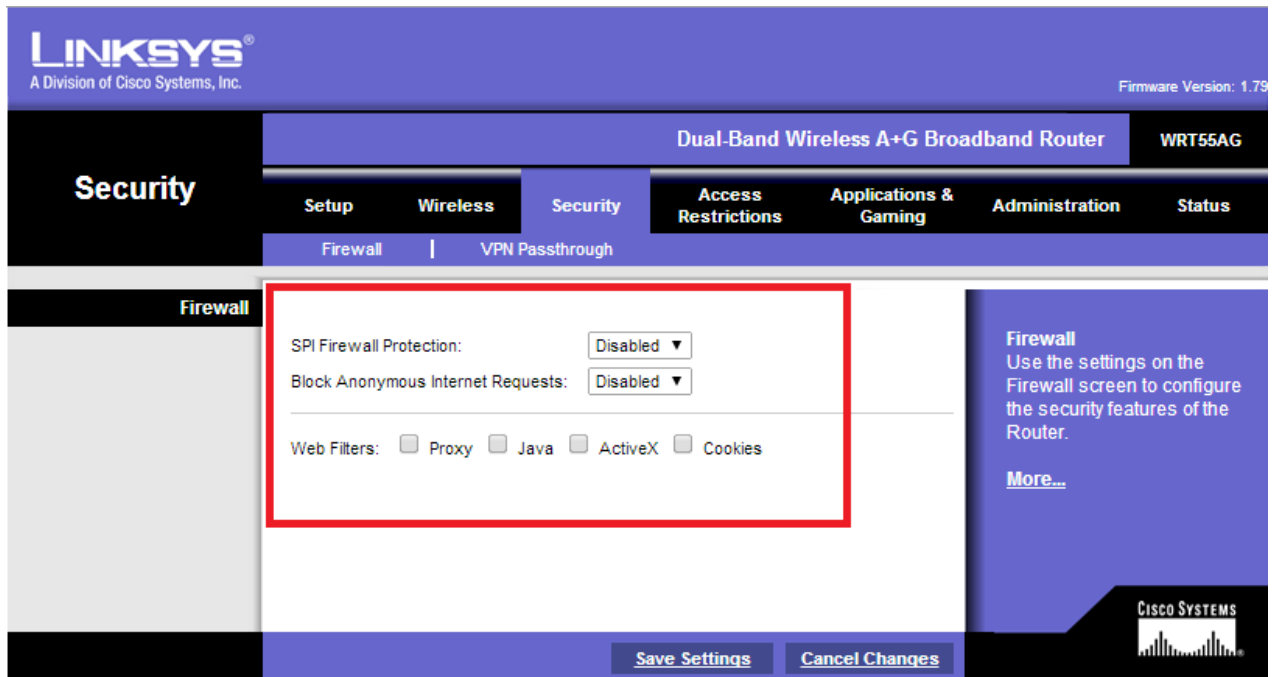 LINKSYS®
A Division of Cisco Systems, Inc.
Firmware Version: 1.79
Dual-Band Wireless A+G Broadband Router WRT55AG
Security
Setup Wireless Security Access Restrictions Applications & Gaming Administration Status
Firewall | VPN Passthrough
Firewall
SPI Firewall Protection: Disabled ▼
Block Anonymous Internet Requests: Disabled ▼
Web Filters: Proxy Java ActiveX Cookies
Firewall
Use the settings on the
Firewall screen to configure
the security features of the
Router.
More...
CISCO SYSTEMS
Save Settings Cancel Changes